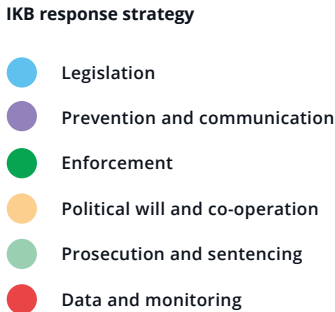 IKB response strategy
Legislation
Prevention and communication
Enforcement
Political will and co-operation
Prosecution and sentencing
Data and monitoring